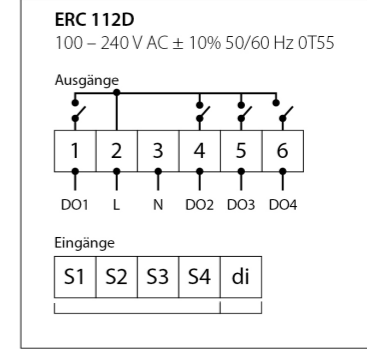 ERC 112D
100 – 240 V AC ± 10% 50/60 Hz 0T55
Ausgänge
1 2 3 4 5 6
DO1 L N DO2 DO3 DO4
Eingänge
S1 S2 S3 S4 di